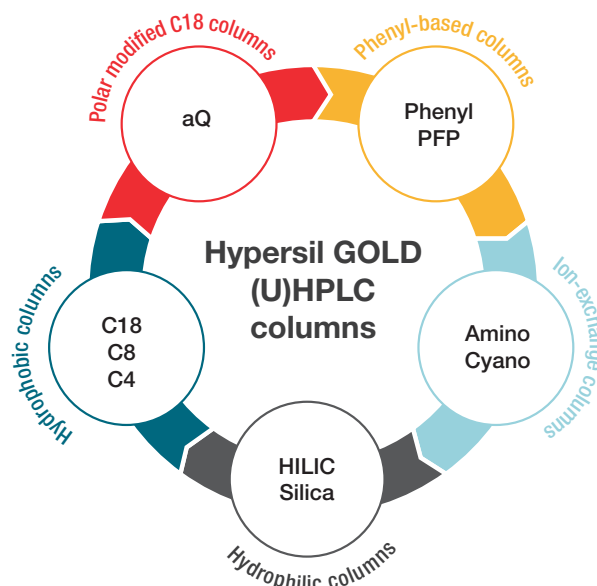 Polar modified C18 columns
aQ
Phenyl-based columns
Phenyl
PFP
Hypersil GOLD
(U)HPLC
columns
Hydrophobic columns
C18
C8
C4
Ion-exchange columns
Amino
Cyano
HILIC
Silica
Hydrophilic columns